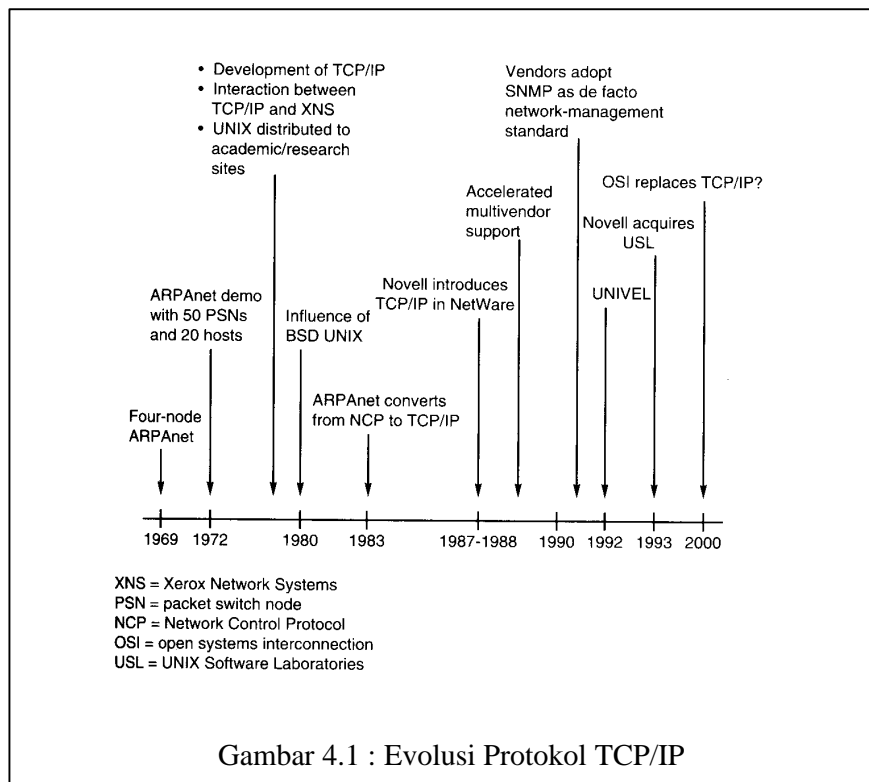 • Development of TCP/IP
• Interaction between
TCP/IP and XNS
• UNIX distributed to
academic/research
sites
Vendors adopt
SNMP as de facto
network-management
standard
OSI replaces TCP/IP?
Accelerated
multivendor
support
Novell acquires
USL
ARPAnet demo
with 50 PSNs
and 20 hosts
Influence of
BSD UNIX
Novell introduces
TCP/IP in NetWare
UNIVEL
Four-node
ARPAnet
ARPAnet converts
from NCP to TCP/IP
1969 1972 1980 1983 1987-1988 1990 1992 1993 2000
XNS = Xerox Network Systems
PSN = packet switch node
NCP = Network Control Protocol
OSI = open systems interconnection
USL = UNIX Software Laboratories
Gambar 4.1 : Evolusi Protokol TCP/IP